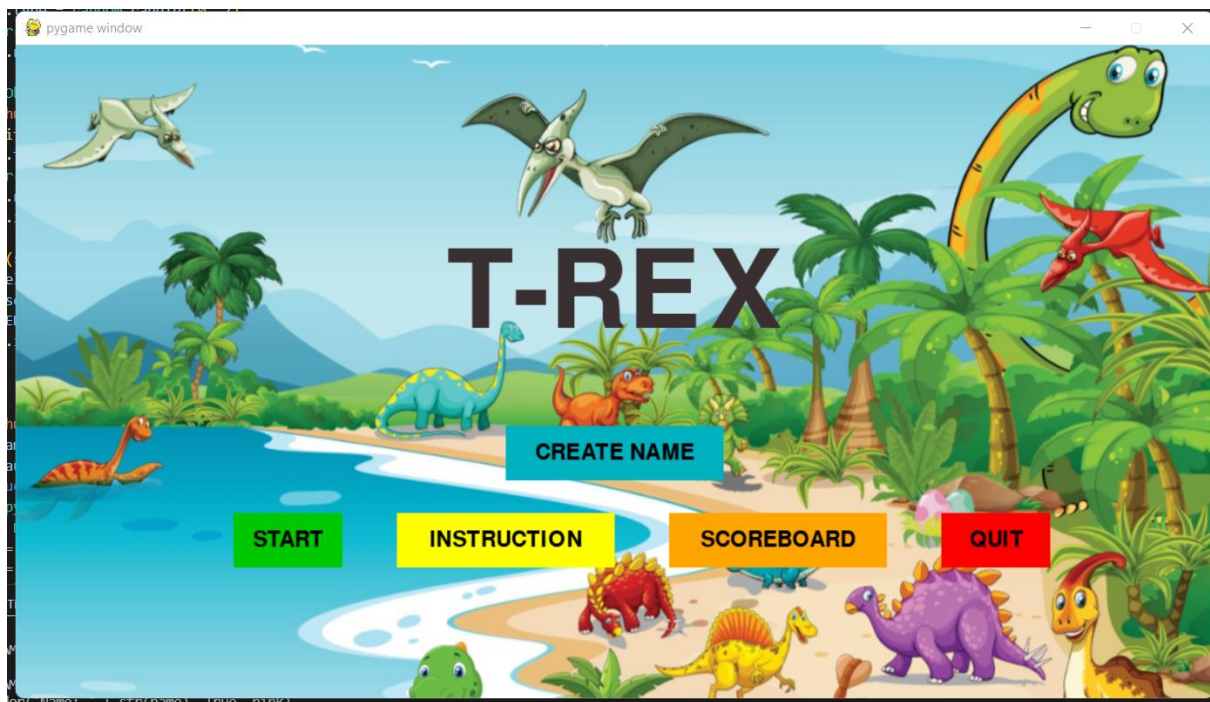 pygame window
T-REX
CREATE NAME
START
INSTRUCTION
SCOREBOARD
QUIT